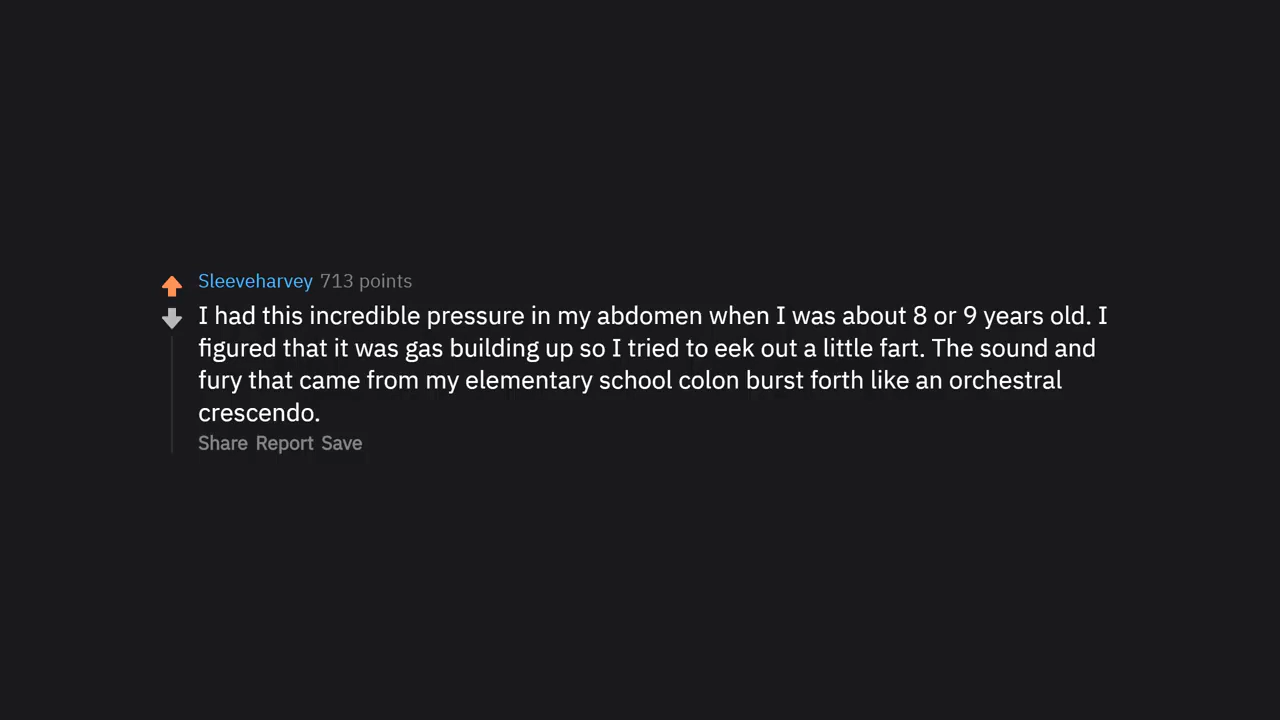 Sleeveharvey 713 points
I had this incredible pressure in my abdomen when I was about 8 or 9 years old. I
figured that it was gas building up so I tried to eek out a little fart. The sound and
fury that came from my elementary school colon burst forth like an orchestral
crescendo.
Share Report Save